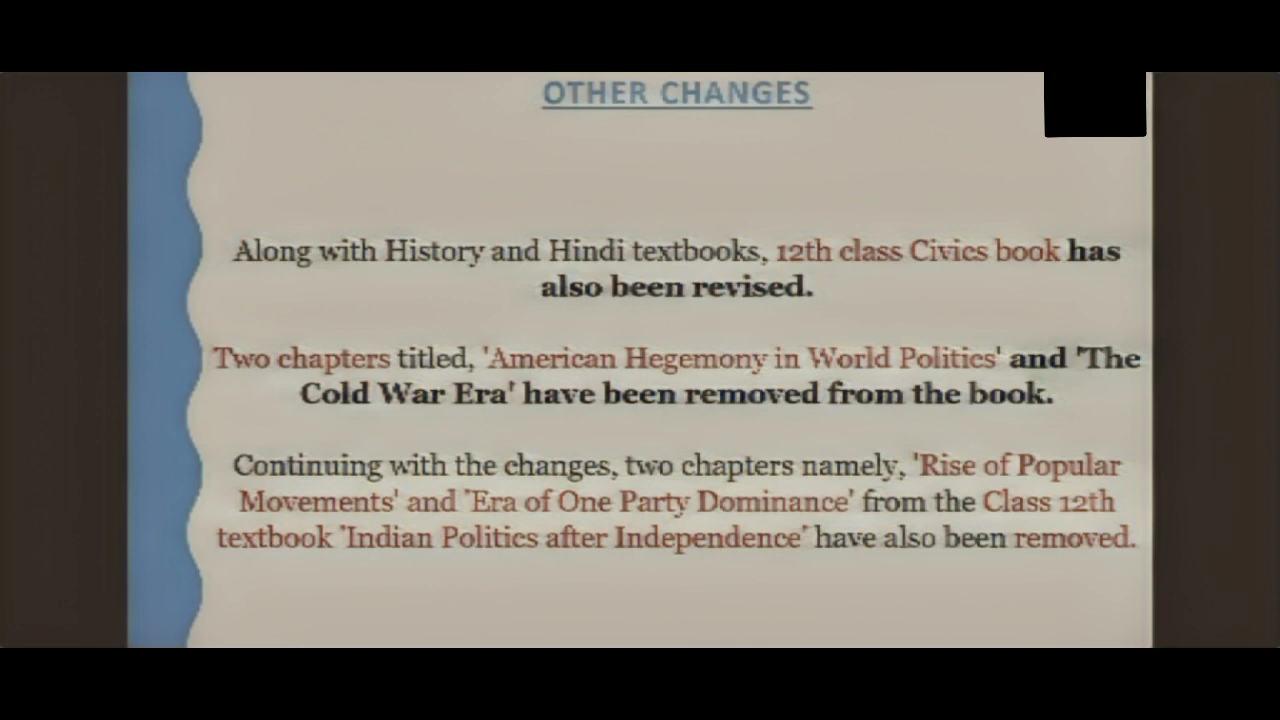 OTHER CHANGES
Along with History and Hindi textbooks, 12th class Civics book has
also been revised.
Two chapters titled, 'American Hegemony in World Politics' and 'The
Cold War Era' have been removed from the book.
Continuing with the changes, two chapters namely, 'Rise of Popular
Movements' and 'Era of One Party Dominance' from the Class 12th
textbook 'Indian Politics after Independence' have also been removed.